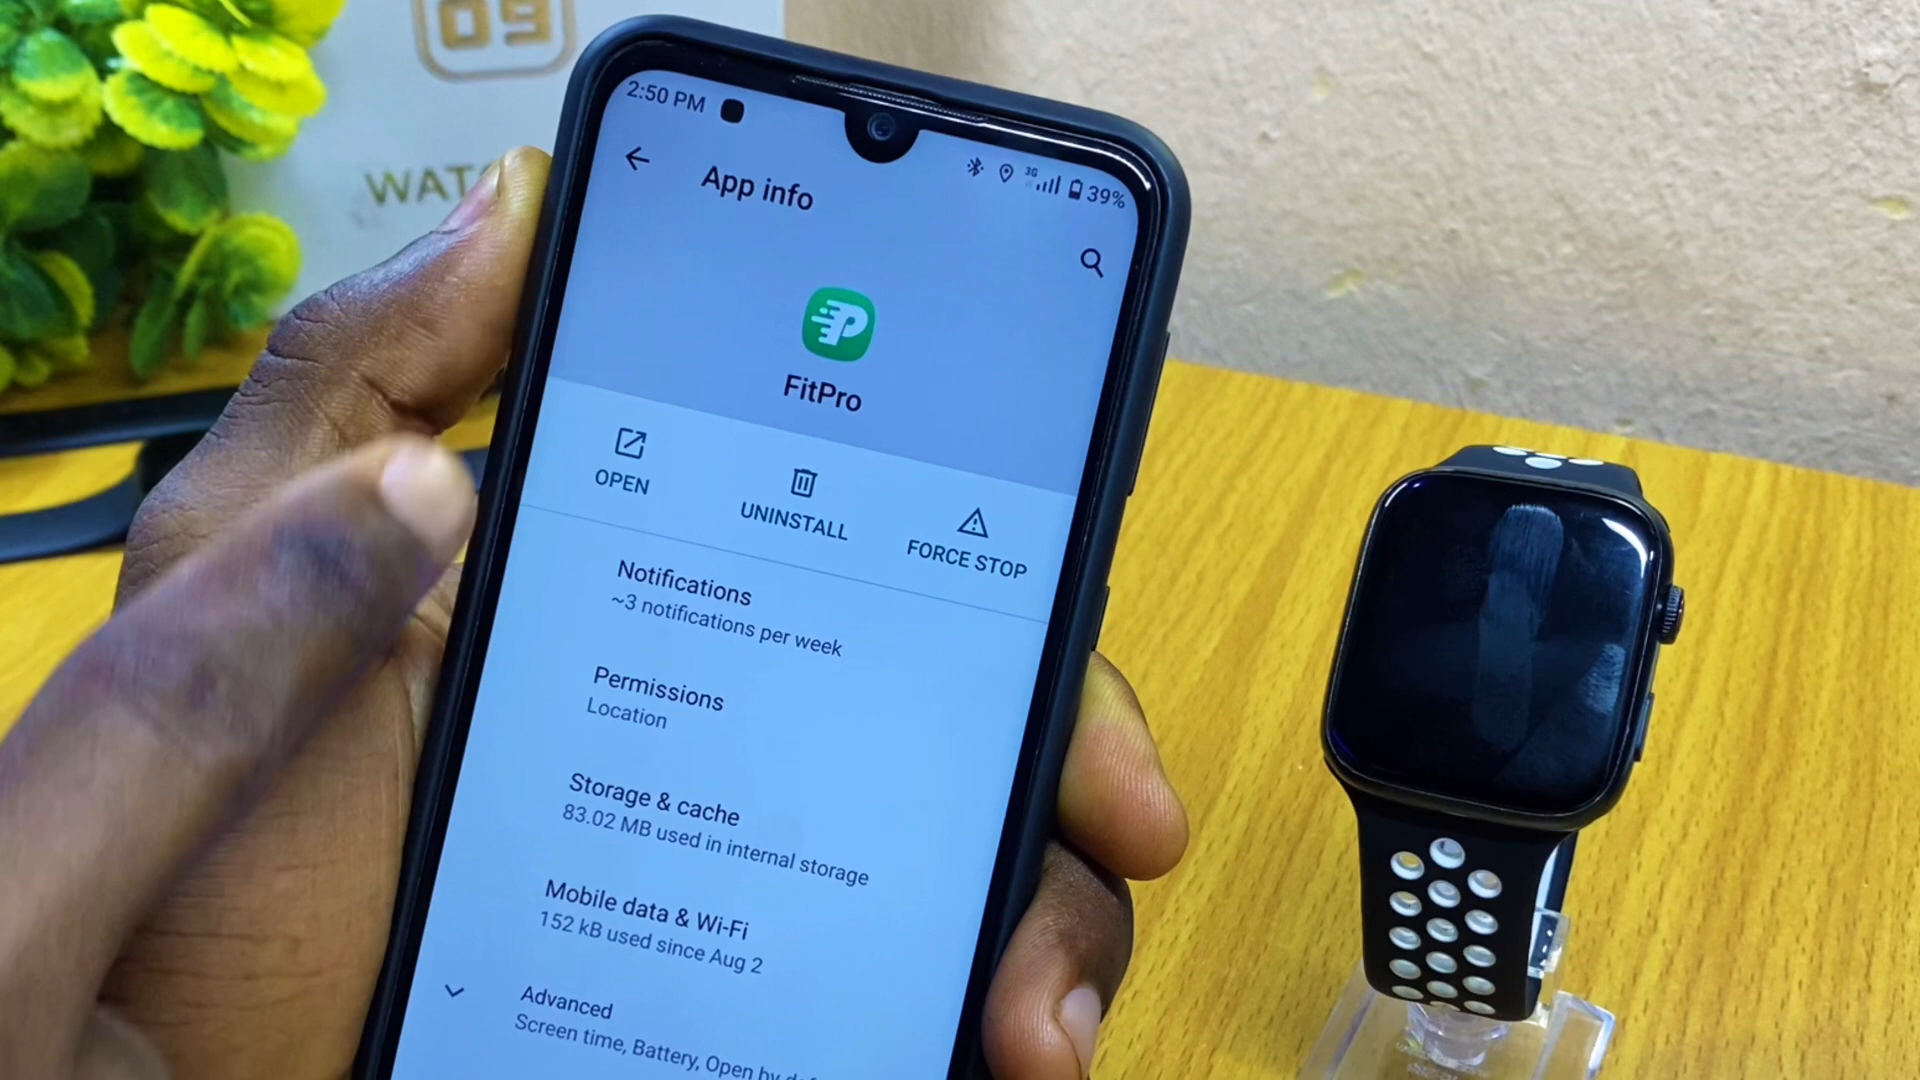 09
WAT
2:50 PM
3G
39%
App info
FitPro
OPEN
UNINSTALL
FORCE STOP
Notifications
~3 notifications per week
Permissions
Location
Storage & cache
83.02 MB used in internal storage
Mobile data & Wi-Fi
152 kB used since Aug 2
Advanced
Screen time, Battery, Open by